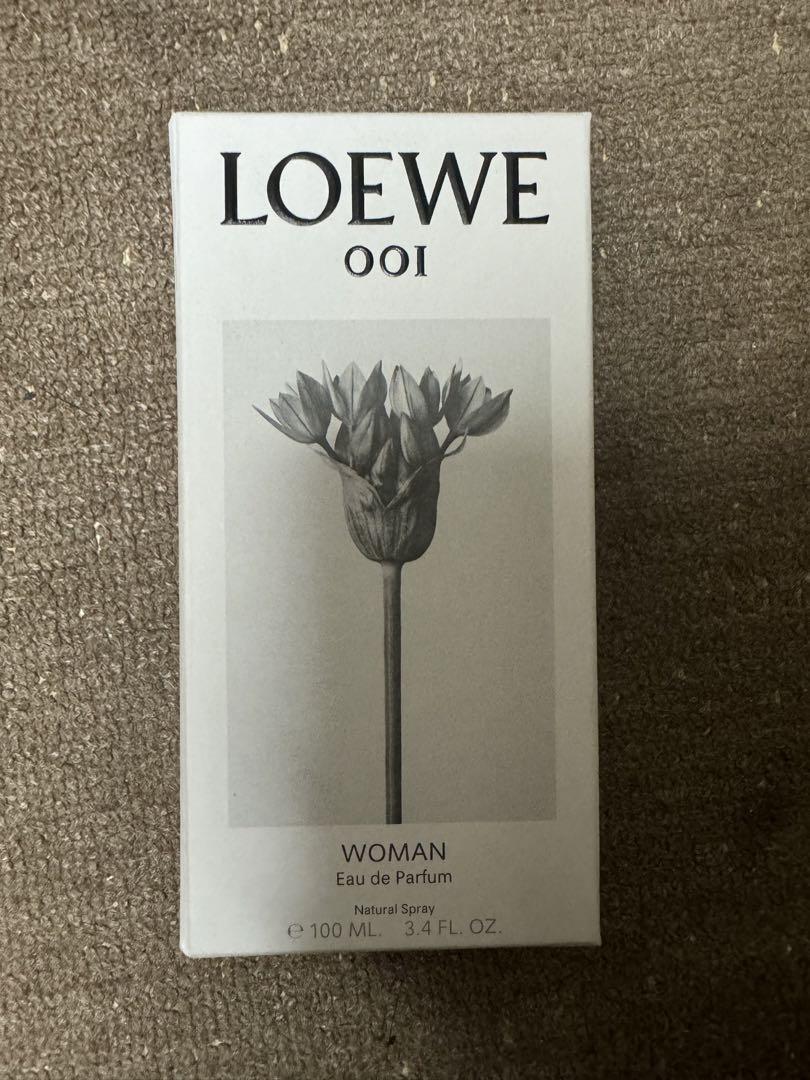 LOEWE
001
WOMAN
Eau de Parfum
Natural Spray
℮ 100 ML. 3.4 FL. OZ.